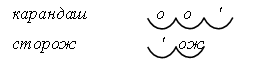 карандаш о о '
сторож ' ож